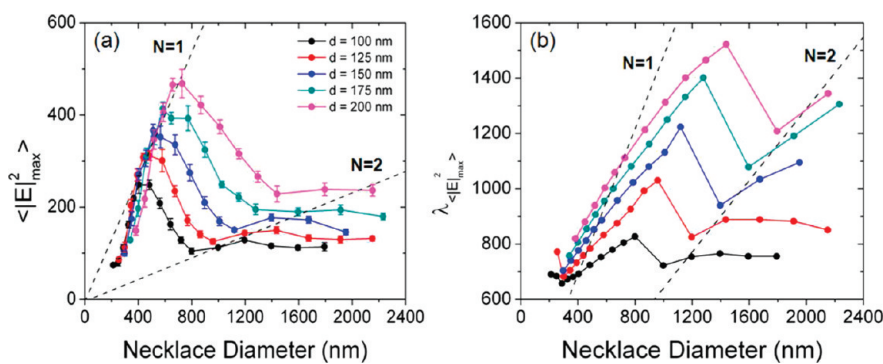 (a)
N=1
d = 100 nm
d = 125 nm
d = 150 nm
d = 175 nm
d = 200 nm
N=2
600
400
200
0
<|E|²max>
0 400 800 1200 1600 2000 2400
Necklace Diameter (nm)
(b)
N=1
N=2
1600
1400
1200
1000
800
600
λ<|E|²max>
0 400 800 1200 1600 2000 2400
Necklace Diameter (nm)